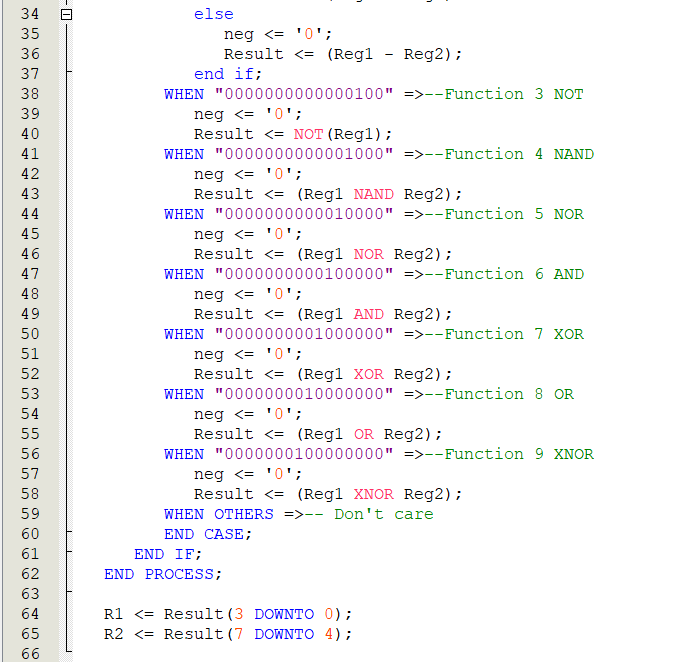 34 else
35 neg <= '0';
36 Result <= (Reg1 - Reg2);
37 end if;
38 WHEN "0000000000000100" =>--Function 3 NOT
39 neg <= '0';
40 Result <= NOT(Reg1);
41 WHEN "0000000000001000" =>--Function 4 NAND
42 neg <= '0';
43 Result <= (Reg1 NAND Reg2);
44 WHEN "0000000000010000" =>--Function 5 NOR
45 neg <= '0';
46 Result <= (Reg1 NOR Reg2);
47 WHEN "0000000000100000" =>--Function 6 AND
48 neg <= '0';
49 Result <= (Reg1 AND Reg2);
50 WHEN "0000000001000000" =>--Function 7 XOR
51 neg <= '0';
52 Result <= (Reg1 XOR Reg2);
53 WHEN "0000000010000000" =>--Function 8 OR
54 neg <= '0';
55 Result <= (Reg1 OR Reg2);
56 WHEN "0000000100000000" =>--Function 9 XNOR
57 neg <= '0';
58 Result <= (Reg1 XNOR Reg2);
59 WHEN OTHERS =>-- Don't care
60 END CASE;
61 END IF;
62 END PROCESS;
63
64 R1 <= Result(3 DOWNTO 0);
65 R2 <= Result(7 DOWNTO 4);
66